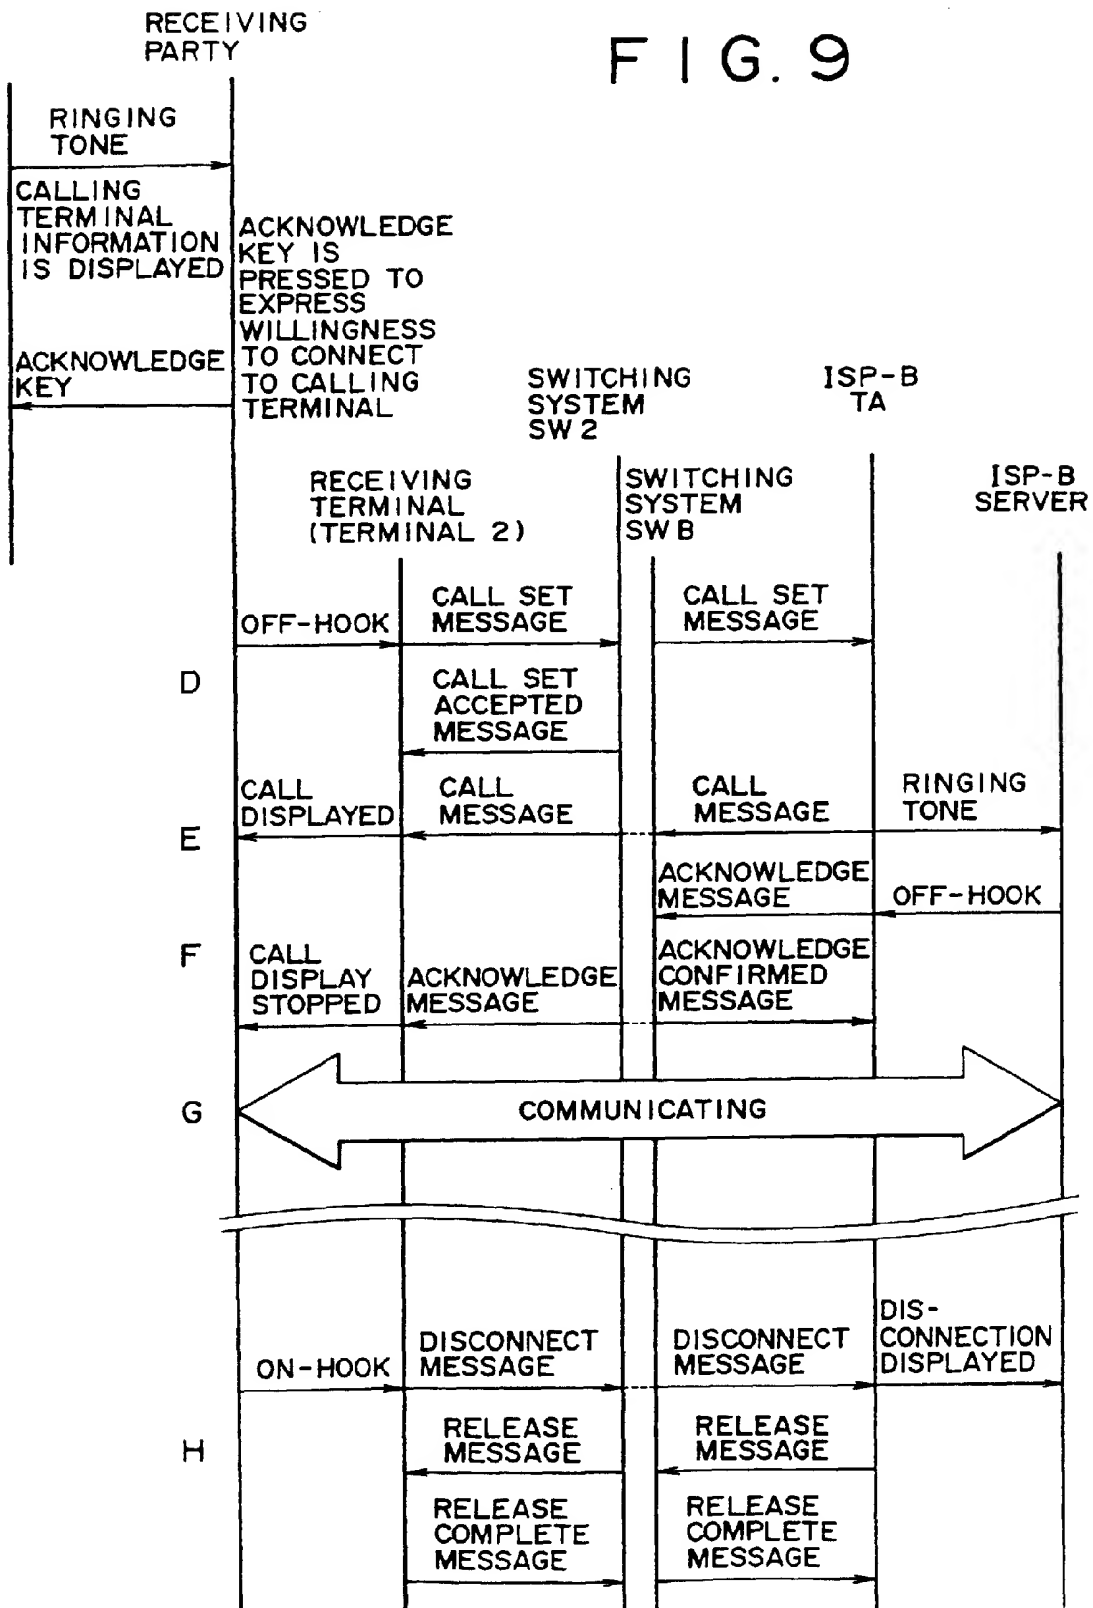 RECEIVING
PARTY
FIG. 9
RINGING
TONE
CALLING
TERMINAL
INFORMATION
IS DISPLAYED
ACKNOWLEDGE
KEY IS
PRESSED TO
EXPRESS
WILLINGNESS
TO CONNECT
TO CALLING
TERMINAL
ACKNOWLEDGE
KEY
SWITCHING
SYSTEM
SW2
ISP-B
TA
RECEIVING
TERMINAL
(TERMINAL 2)
SWITCHING
SYSTEM
SWB
ISP-B
SERVER
OFF-HOOK
CALL SET
MESSAGE
CALL SET
MESSAGE
D
CALL SET
ACCEPTED
MESSAGE
CALL
DISPLAYED
CALL
MESSAGE
CALL
MESSAGE
RINGING
TONE
E
ACKNOWLEDGE
MESSAGE
OFF-HOOK
F
CALL
DISPLAY
STOPPED
ACKNOWLEDGE
MESSAGE
ACKNOWLEDGE
CONFIRMED
MESSAGE
G
COMMUNICATING
ON-HOOK
DISCONNECT
MESSAGE
DISCONNECT
MESSAGE
DIS-
CONNECTION
DISPLAYED
H
RELEASE
MESSAGE
RELEASE
MESSAGE
RELEASE
COMPLETE
MESSAGE
RELEASE
COMPLETE
MESSAGE